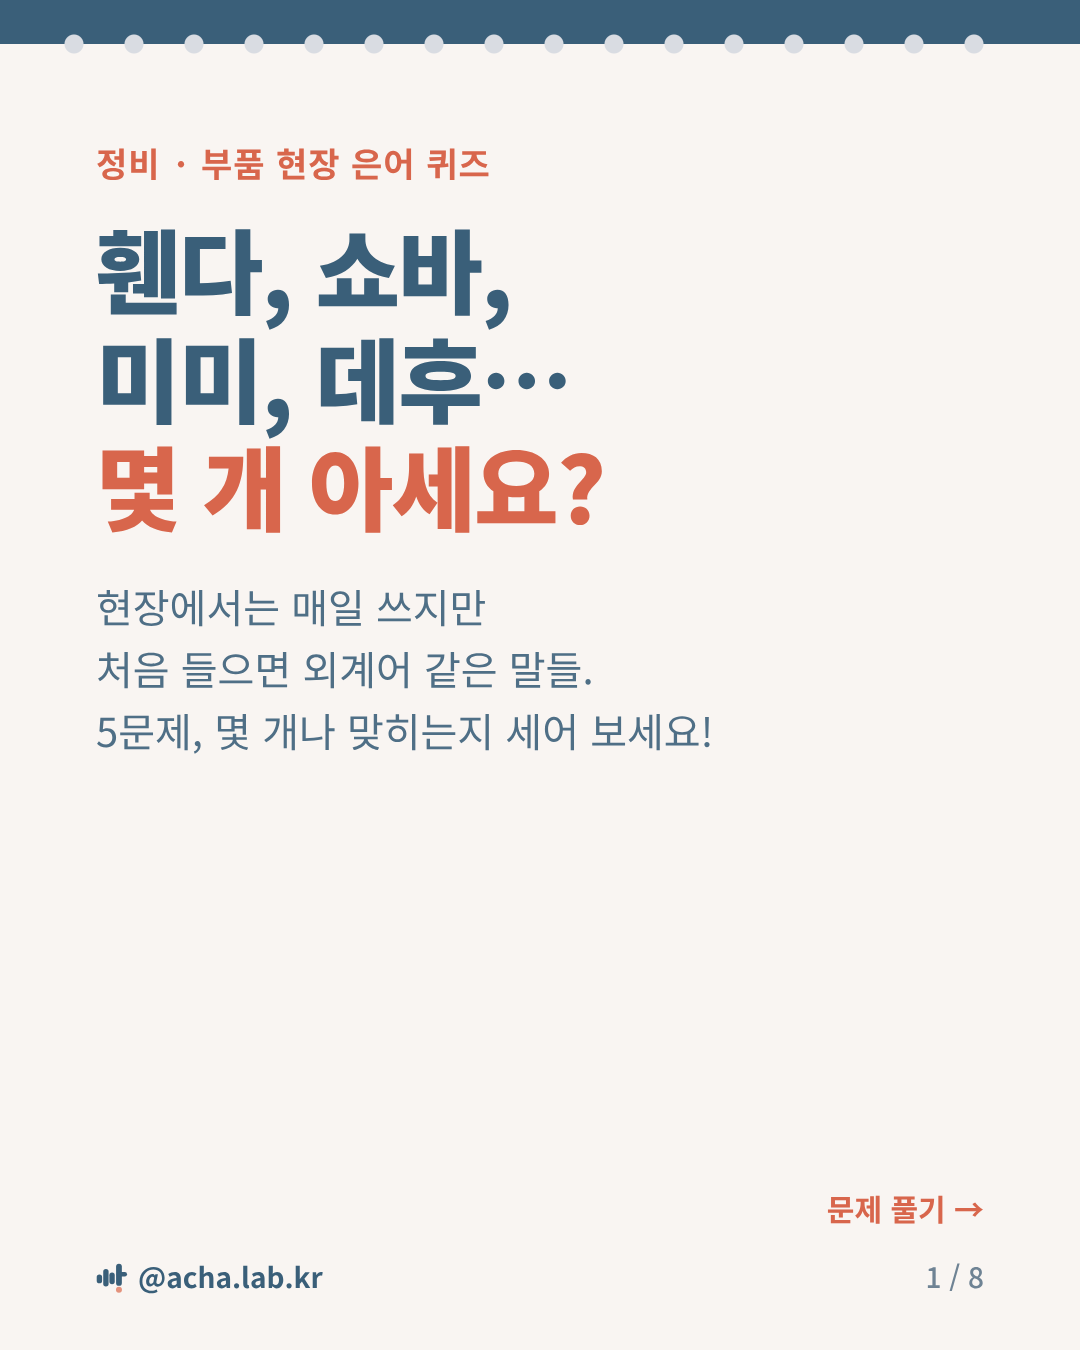 정비 · 부품 현장 은어 퀴즈
휀다, 쇼바,
미미, 데후…
몇 개 아세요?
현장에서는 매일 쓰지만
처음 들으면 외계어 같은 말들.
5문제, 몇 개나 맞히는지 세어 보세요!
문제 풀기 →
@acha.lab.kr
1 / 8